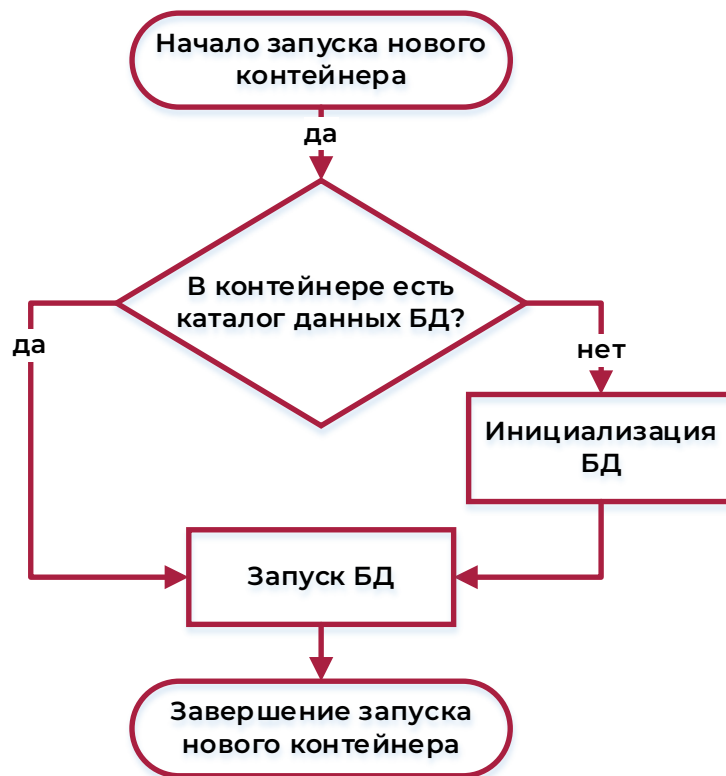 Начало запуска нового
контейнера
да
В контейнере есть
каталог данных БД?
да
нет
Инициализация
БД
Запуск БД
Завершение запуска
нового контейнера